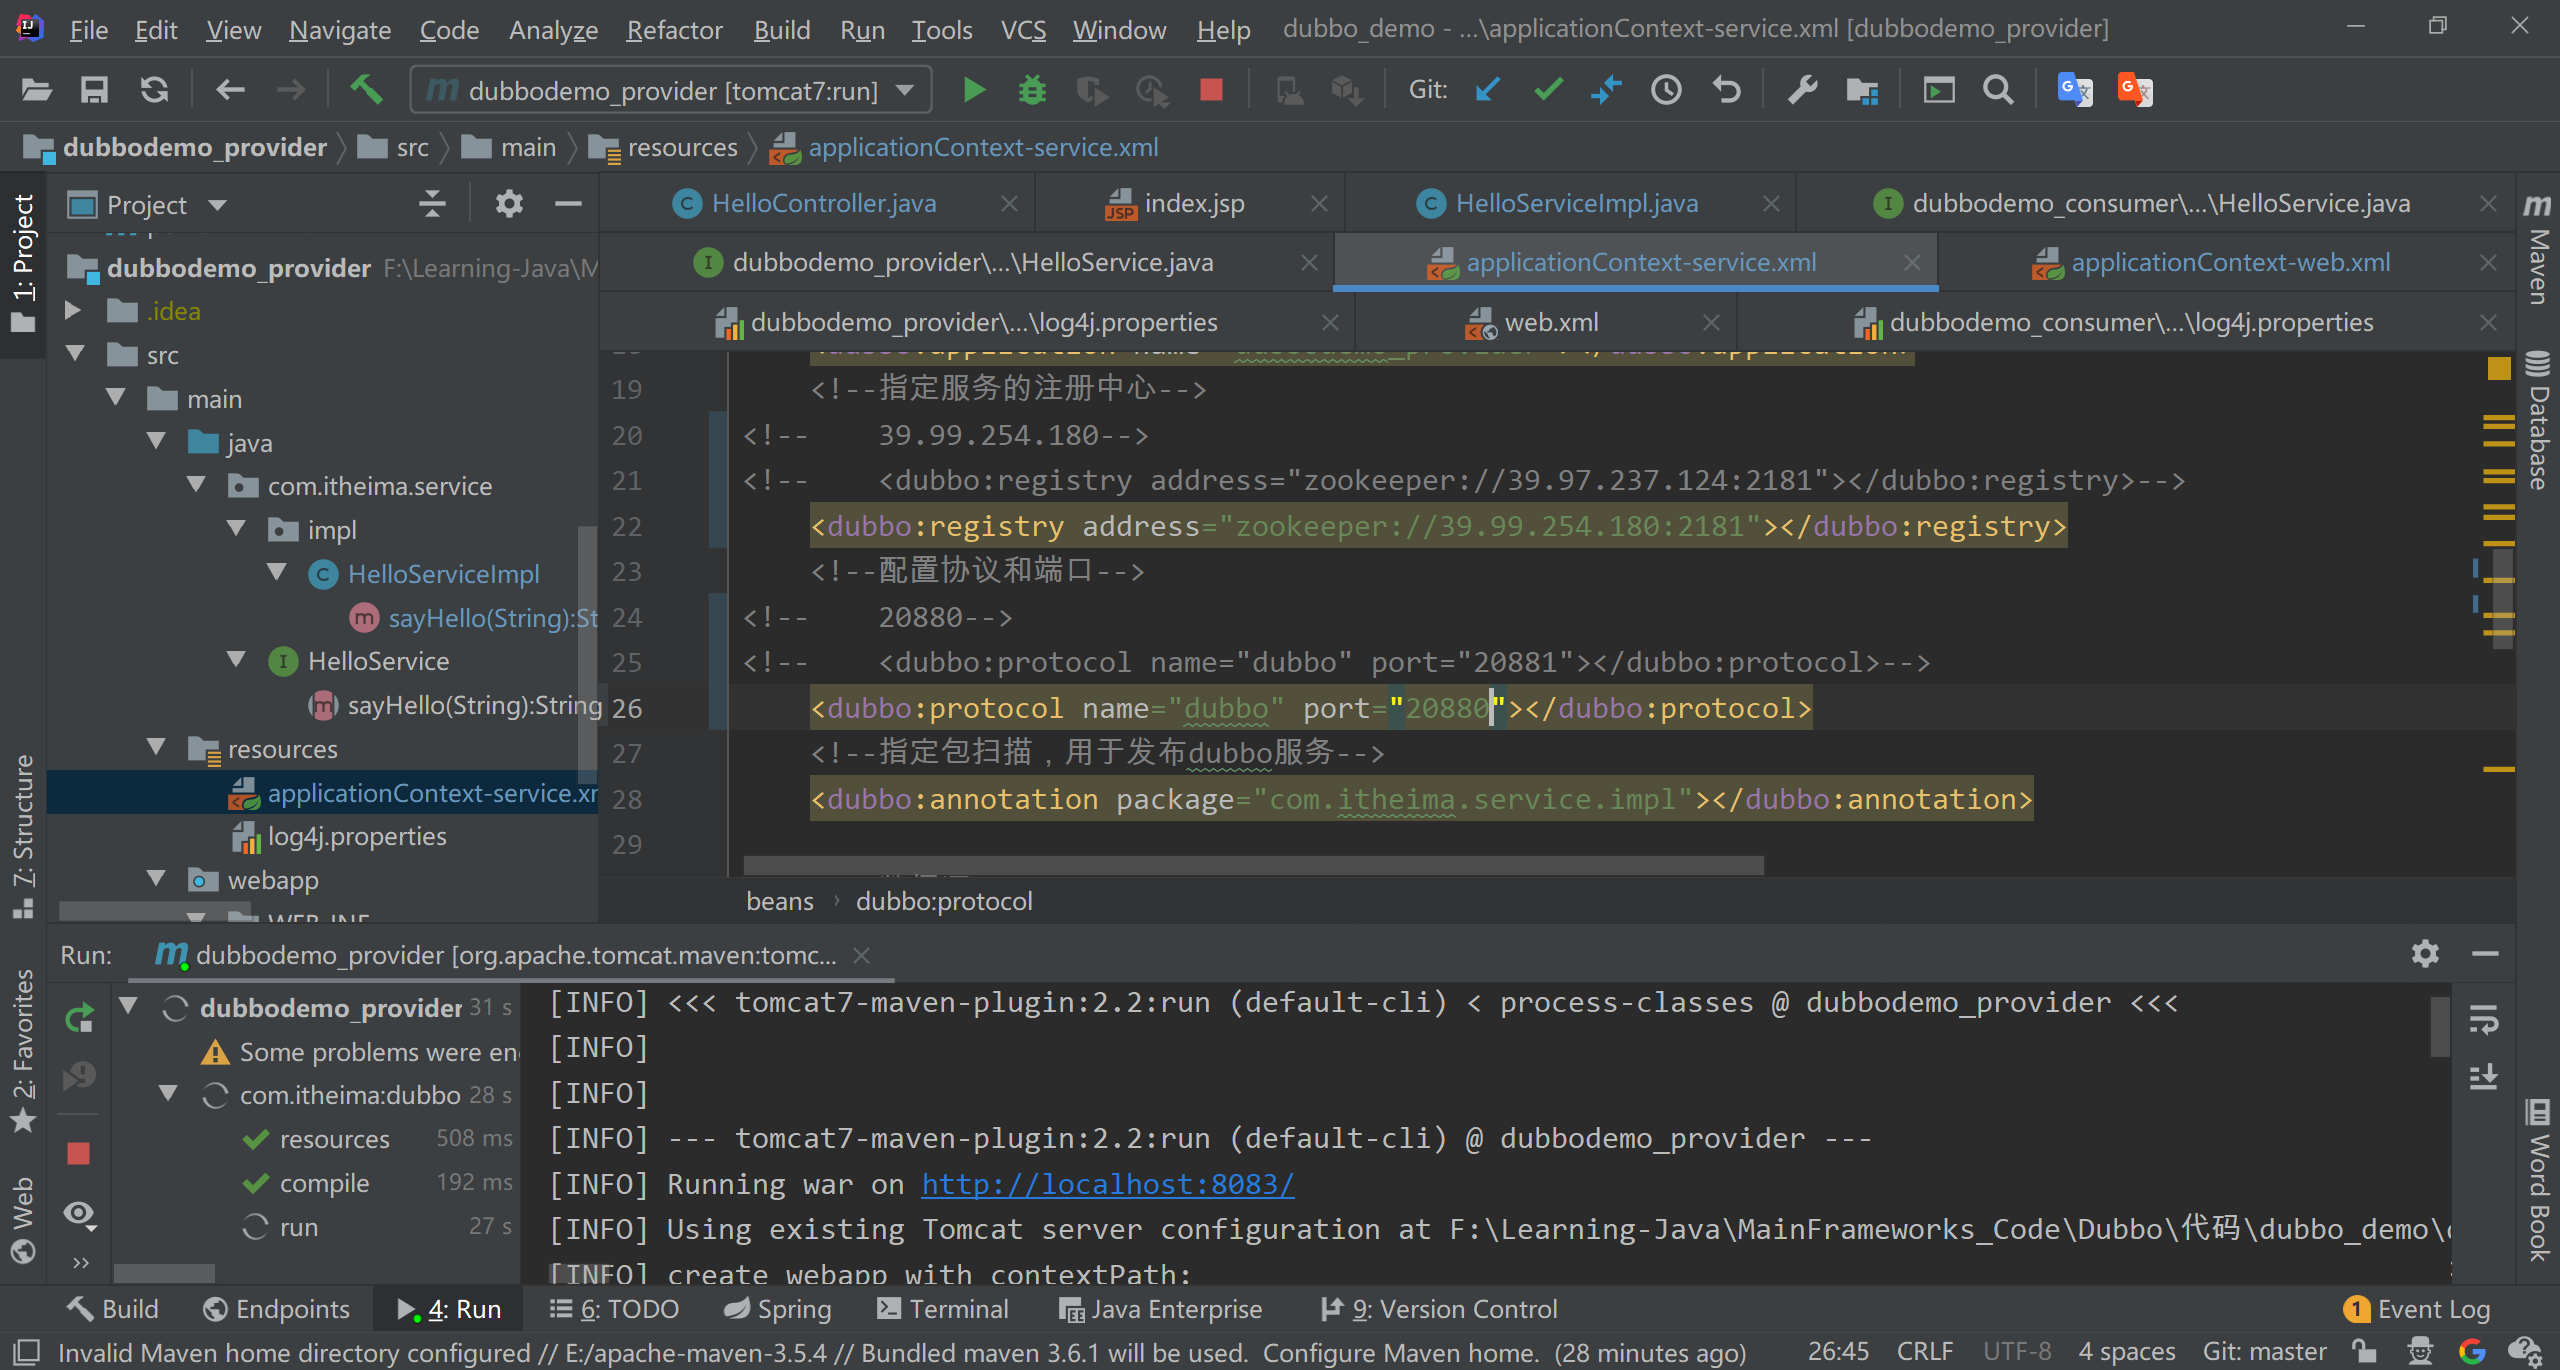 File Edit View Navigate Code Analyze Refactor Build Run Tools VCS Window Help dubbo_demo - ...\applicationContext-service.xml [dubbodemo_provider]
dubbodemo_provider [tomcat7:run] Git:
dubbodemo_provider src main resources applicationContext-service.xml
1: Project
7: Structure
2: Favorites
Web
Project
dubbodemo_provider F:\Learning-Java\M
.idea
src
main
java
com.itheima.service
impl
HelloServiceImpl
sayHello(String):St
HelloService
sayHello(String):String
resources
applicationContext-service.xm
log4j.properties
webapp
WEB-INF
HelloController.java index.jsp HelloServiceImpl.java dubbodemo_consumer\...\HelloService.java
dubbodemo_provider\...\HelloService.java applicationContext-service.xml applicationContext-web.xml
dubbodemo_provider\...\log4j.properties web.xml dubbodemo_consumer\...\log4j.properties
19 <!--指定服务的注册中心-->
20 <!-- 39.99.254.180-->
21 <!-- <dubbo:registry address="zookeeper://39.97.237.124:2181"></dubbo:registry>-->
22 <dubbo:registry address="zookeeper://39.99.254.180:2181"></dubbo:registry>
23 <!--配置协议和端口-->
24 <!-- 20880-->
25 <!-- <dubbo:protocol name="dubbo" port="20881"></dubbo:protocol>-->
26 <dubbo:protocol name="dubbo" port="20880"></dubbo:protocol>
27 <!--指定包扫描，用于发布dubbo服务-->
28 <dubbo:annotation package="com.itheima.service.impl"></dubbo:annotation>
29
beans › dubbo:protocol
Maven
Database
Word Book
Run: dubbodemo_provider [org.apache.tomcat.maven:tomc...
dubbodemo_provider 31 s
Some problems were en
com.itheima:dubbo 28 s
resources 508 ms
compile 192 ms
run 27 s
[INFO] <<< tomcat7-maven-plugin:2.2:run (default-cli) < process-classes @ dubbodemo_provider <<<
[INFO]
[INFO]
[INFO] --- tomcat7-maven-plugin:2.2:run (default-cli) @ dubbodemo_provider ---
[INFO] Running war on http://localhost:8083/
[INFO] Using existing Tomcat server configuration at F:\Learning-Java\MainFrameworks_Code\Dubbo\代码\dubbo_demo\
[INFO] create webapp with contextPath:
Build Endpoints 4: Run 6: TODO Spring Terminal Java Enterprise 9: Version Control 1 Event Log
Invalid Maven home directory configured // E:/apache-maven-3.5.4 // Bundled maven 3.6.1 will be used. Configure Maven home. (28 minutes ago) 26:45 CRLF UTF-8 4 spaces Git: master